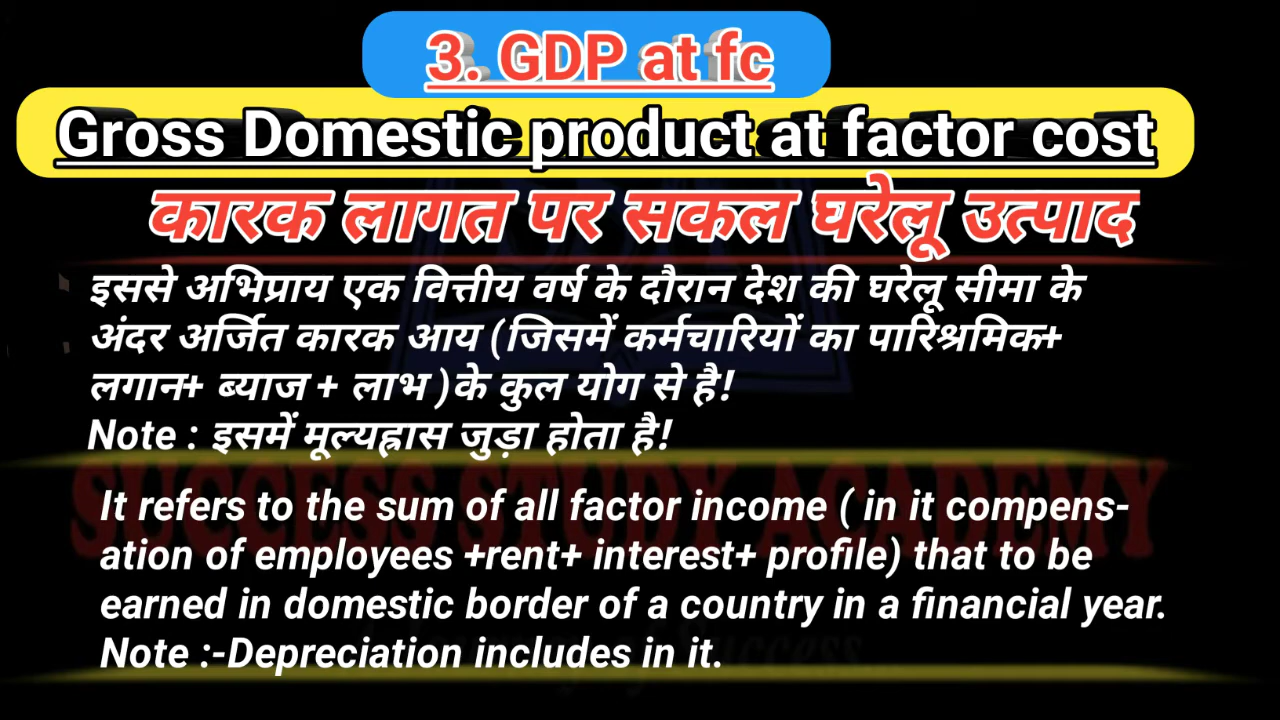 3. GDP at fc
Gross Domestic product at factor cost
कारक लागत पर सकल घरेलू उत्पाद
इससे अभिप्राय एक वित्तीय वर्ष के दौरान देश की घरेलू सीमा के
अंदर अर्जित कारक आय (जिसमें कर्मचारियों का पारिश्रमिक+
लगान+ ब्याज + लाभ )के कुल योग से है!
Note : इसमें मूल्यह्रास जुड़ा होता है!
SUCCESS STUDY ACADEMY
It refers to the sum of all factor income ( in it compens-
ation of employees +rent+ interest+ profile) that to be
earned in domestic border of a country in a financial year.
Note :-Depreciation includes in it.